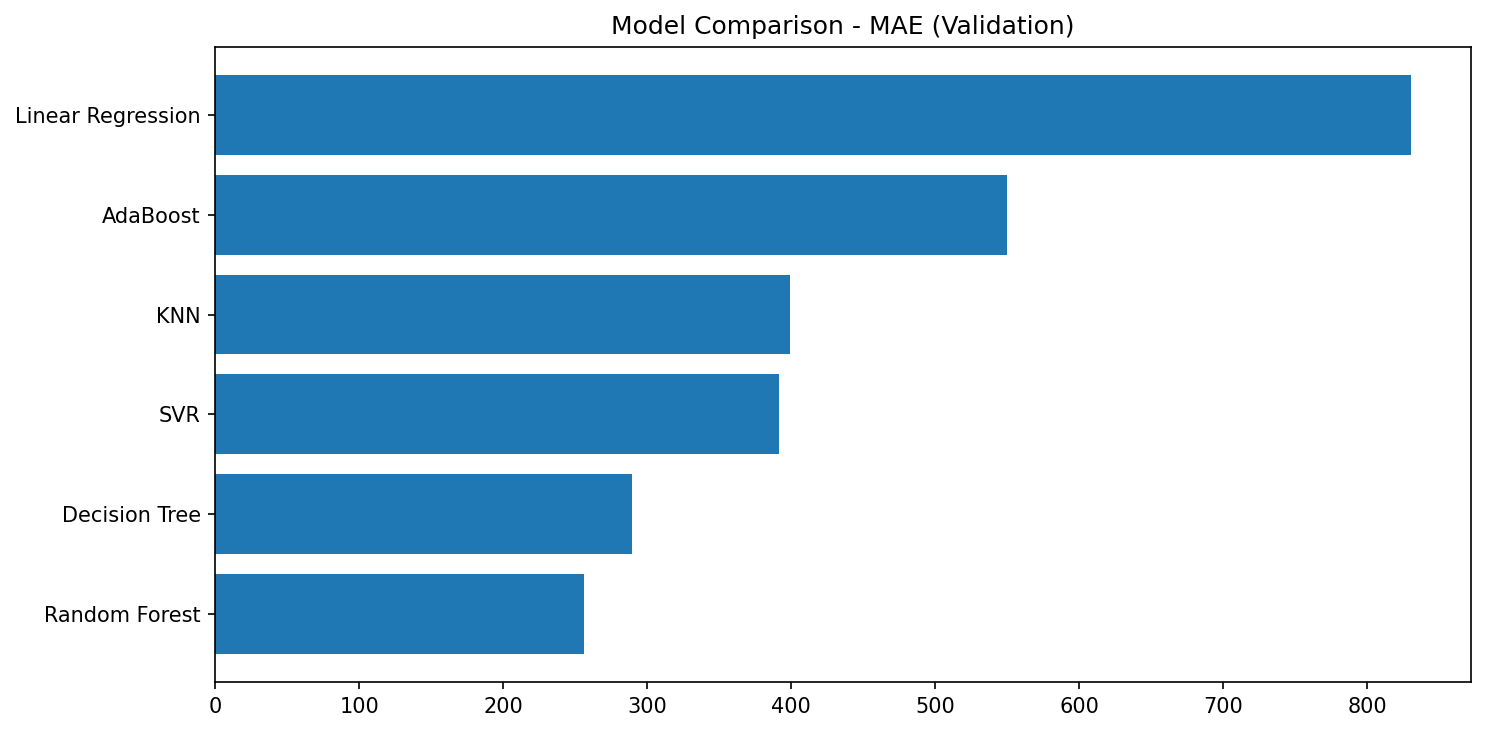 Model Comparison - MAE (Validation)
Linear Regression
AdaBoost
KNN
SVR
Decision Tree
Random Forest
0 100 200 300 400 500 600 700 800